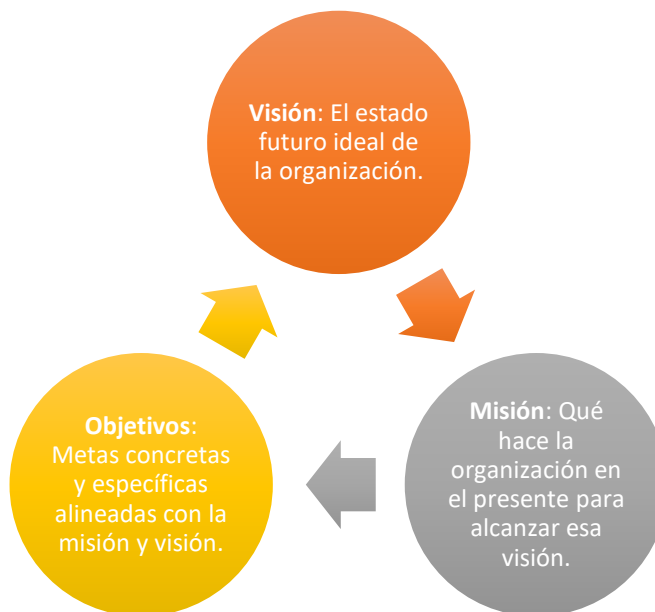 Visión: El estado
futuro ideal de
la organización.
Misión: Qué
hace la
organización en
el presente para
alcanzar esa
visión.
Objetivos:
Metas concretas
y específicas
alineadas con la
misión y visión.